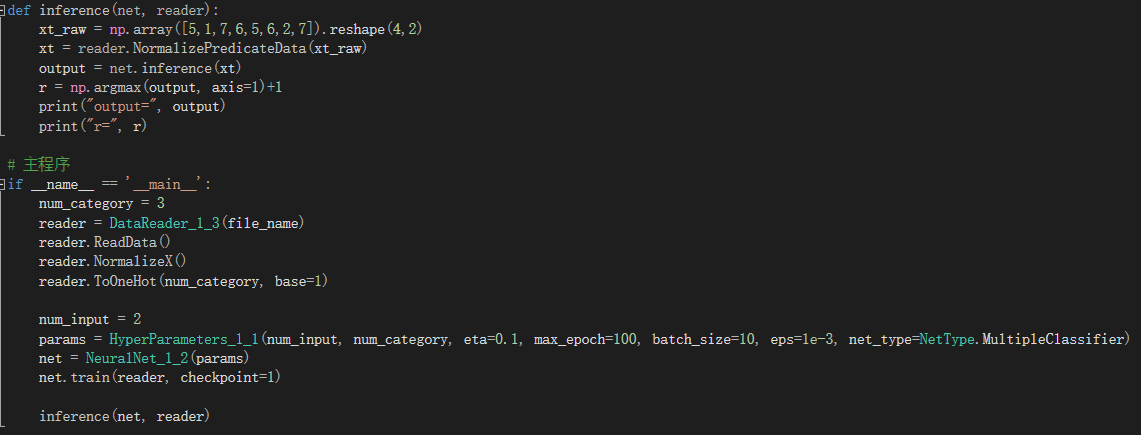 def inference(net, reader):
    xt_raw = np.array([5,1,7,6,5,6,2,7]).reshape(4,2)
    xt = reader.NormalizePredicateData(xt_raw)
    output = net.inference(xt)
    r = np.argmax(output, axis=1)+1
    print("output=", output)
    print("r=", r)
# 主程序
if __name__ == '__main__':
    num_category = 3
    reader = DataReader_1_3(file_name)
    reader.ReadData()
    reader.NormalizeX()
    reader.ToOneHot(num_category, base=1)
    num_input = 2
    params = HyperParameters_1_1(num_input, num_category, eta=0.1, max_epoch=100, batch_size=10, eps=1e-3, net_type=NetType.MultipleClassifier)
    net = NeuralNet_1_2(params)
    net.train(reader, checkpoint=1)
    inference(net, reader)